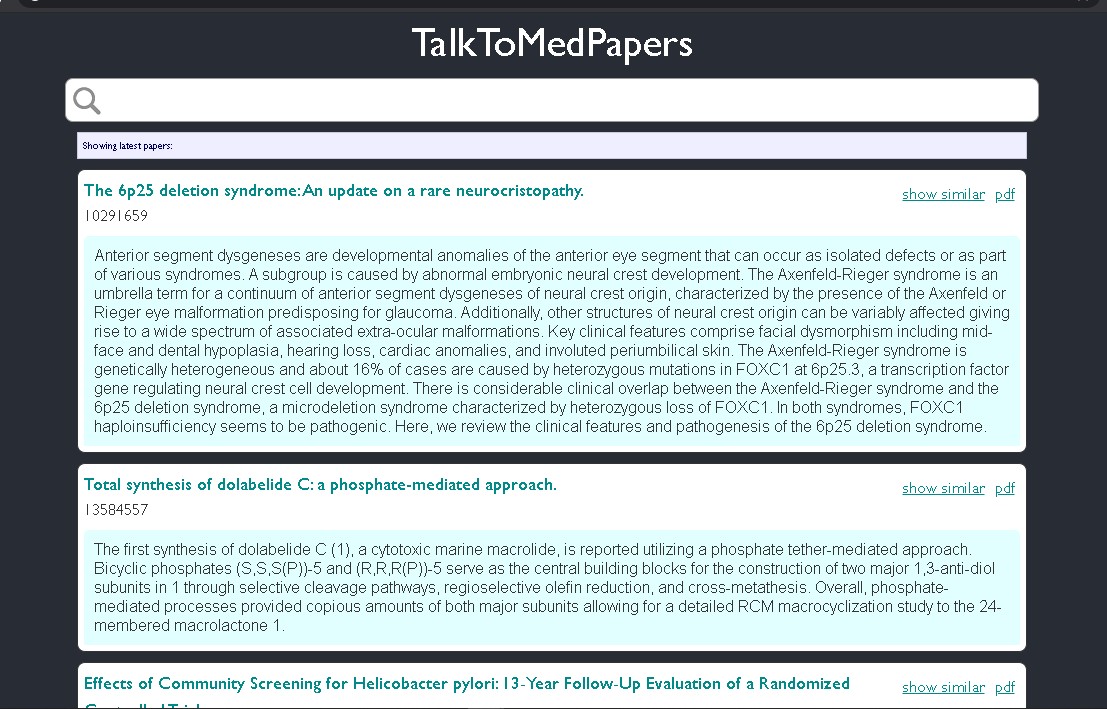 TalkToMedPapers
Showing latest papers:
The 6p25 deletion syndrome: An update on a rare neurocristopathy.
show similar pdf
10291659
Anterior segment dysgeneses are developmental anomalies of the anterior eye segment that can occur as isolated defects or as part
of various syndromes. A subgroup is caused by abnormal embryonic neural crest development. The Axenfeld-Rieger syndrome is an
umbrella term for a continuum of anterior segment dysgeneses of neural crest origin, characterized by the presence of the Axenfeld or
Rieger eye malformation predisposing for glaucoma. Additionally, other structures of neural crest origin can be variably affected giving
rise to a wide spectrum of associated extra-ocular malformations. Key clinical features comprise facial dysmorphism including mid-
face and dental hypoplasia, hearing loss, cardiac anomalies, and involuted periumbilical skin. The Axenfeld-Rieger syndrome is
genetically heterogeneous and about 16% of cases are caused by heterozygous mutations in FOXC1 at 6p25.3, a transcription factor
gene regulating neural crest cell development. There is considerable clinical overlap between the Axenfeld-Rieger syndrome and the
6p25 deletion syndrome, a microdeletion syndrome characterized by heterozygous loss of FOXC1. In both syndromes, FOXC1
haploinsufficiency seems to be pathogenic. Here, we review the clinical features and pathogenesis of the 6p25 deletion syndrome.
Total synthesis of dolabelide C: a phosphate-mediated approach.
show similar pdf
13584557
The first synthesis of dolabelide C (1), a cytotoxic marine macrolide, is reported utilizing a phosphate tether-mediated approach.
Bicyclic phosphates (S,S,S(P))-5 and (R,R,R(P))-5 serve as the central building blocks for the construction of two major 1,3-anti-diol
subunits in 1 through selective cleavage pathways, regioselective olefin reduction, and cross-metathesis. Overall, phosphate-
mediated processes provided copious amounts of both major subunits allowing for a detailed RCM macrocyclization study to the 24-
membered macrolactone 1.
Effects of Community Screening for Helicobacter pylori: 13-Year Follow-Up Evaluation of a Randomized
show similar pdf